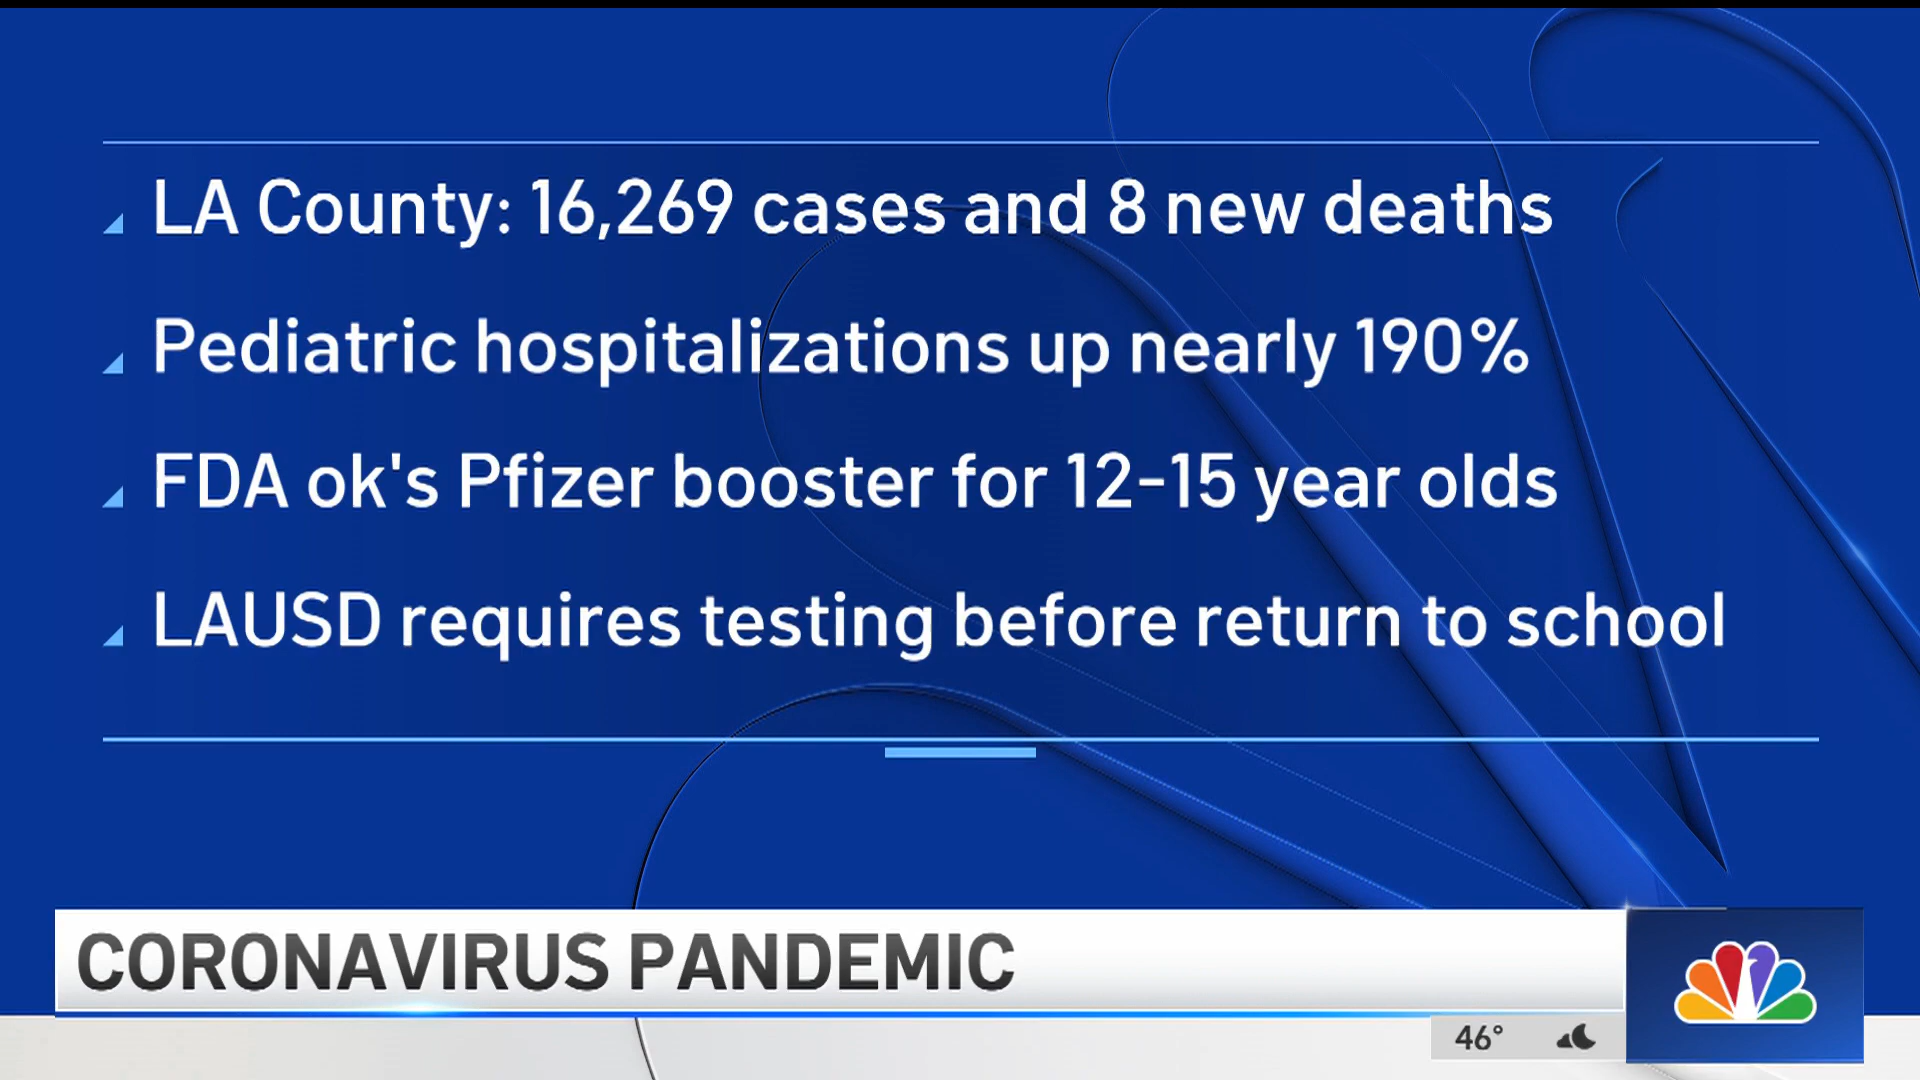 LA County: 16,269 cases and 8 new deaths
Pediatric hospitalizations up nearly 190%
FDA ok's Pfizer booster for 12-15 year olds
LAUSD requires testing before return to school
CORONAVIRUS PANDEMIC
46°